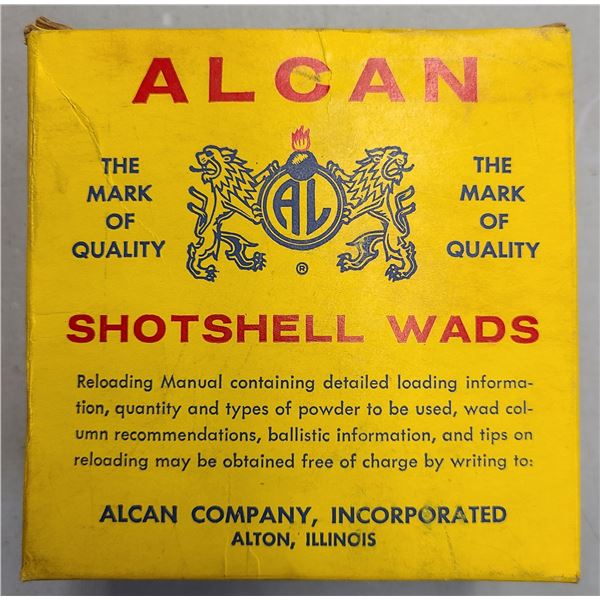 ALCAN
THE
MARK
OF
QUALITY
AL
®
THE
MARK
OF
QUALITY
SHOTSHELL WADS
Reloading Manual containing detailed loading informa-
tion, quantity and types of powder to be used, wad col-
umn recommendations, ballistic information, and tips on
reloading may be obtained free of charge by writing to:
ALCAN COMPANY, INCORPORATED
ALTON, ILLINOIS